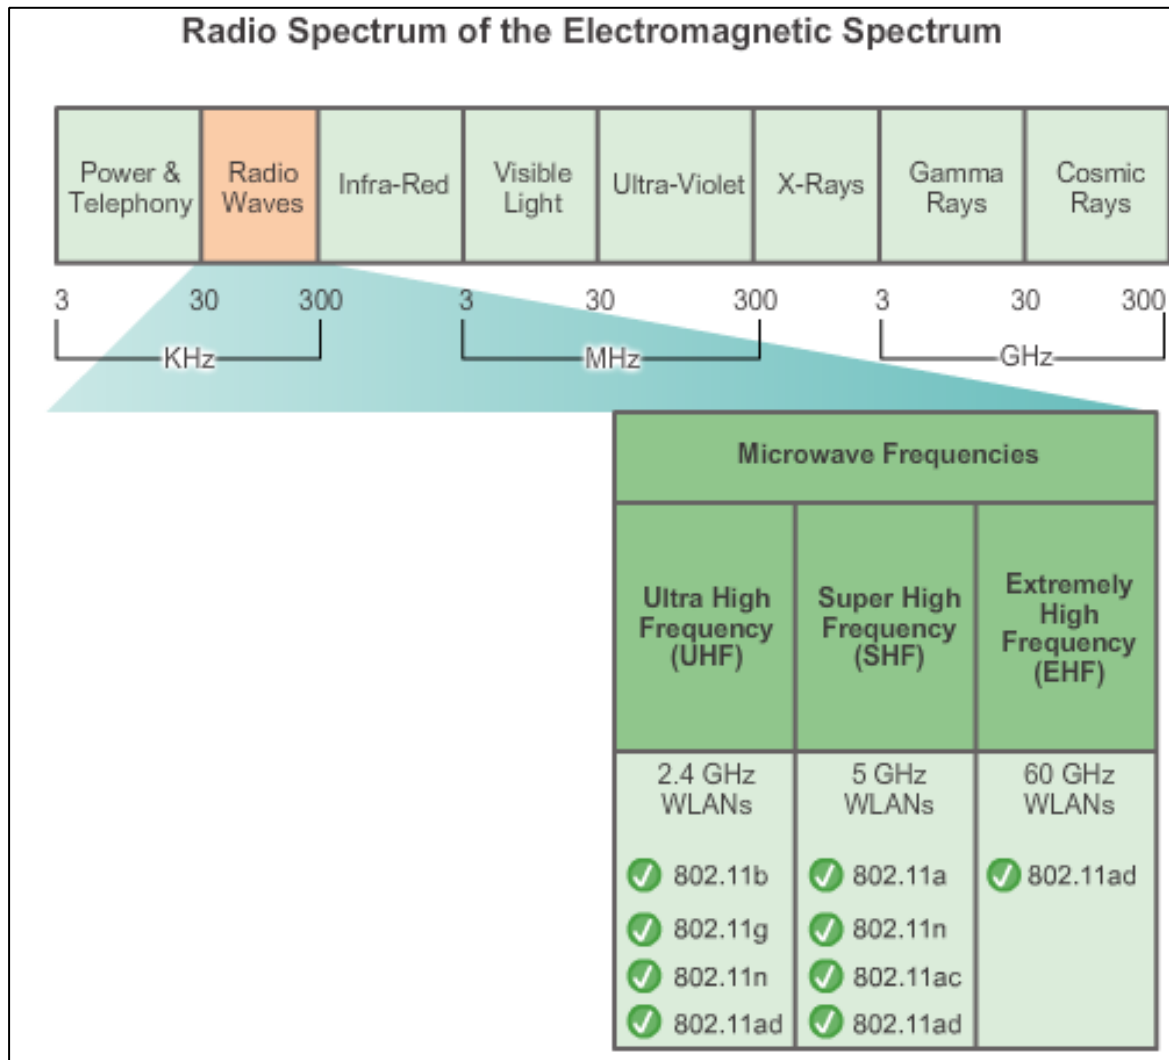 Radio Spectrum of the Electromagnetic Spectrum
Power &
Telephony
Radio
Waves
Infra-Red
Visible
Light
Ultra-Violet
X-Rays
Gamma
Rays
Cosmic
Rays
3 30 300 3 30 300 3 30 300
KHz MHz GHz
Microwave Frequencies
Ultra High
Frequency
(UHF)
Super High
Frequency
(SHF)
Extremely
High
Frequency
(EHF)
2.4 GHz
WLANs
802.11b
802.11g
802.11n
802.11ad
5 GHz
WLANs
802.11a
802.11n
802.11ac
802.11ad
60 GHz
WLANs
802.11ad